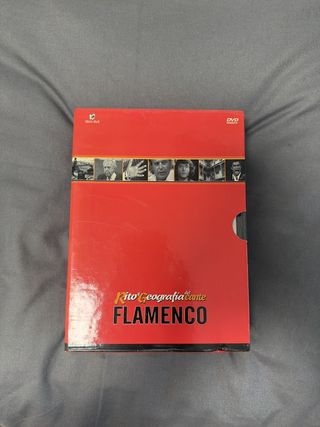 DVD
Rito y Geografía del cante
FLAMENCO